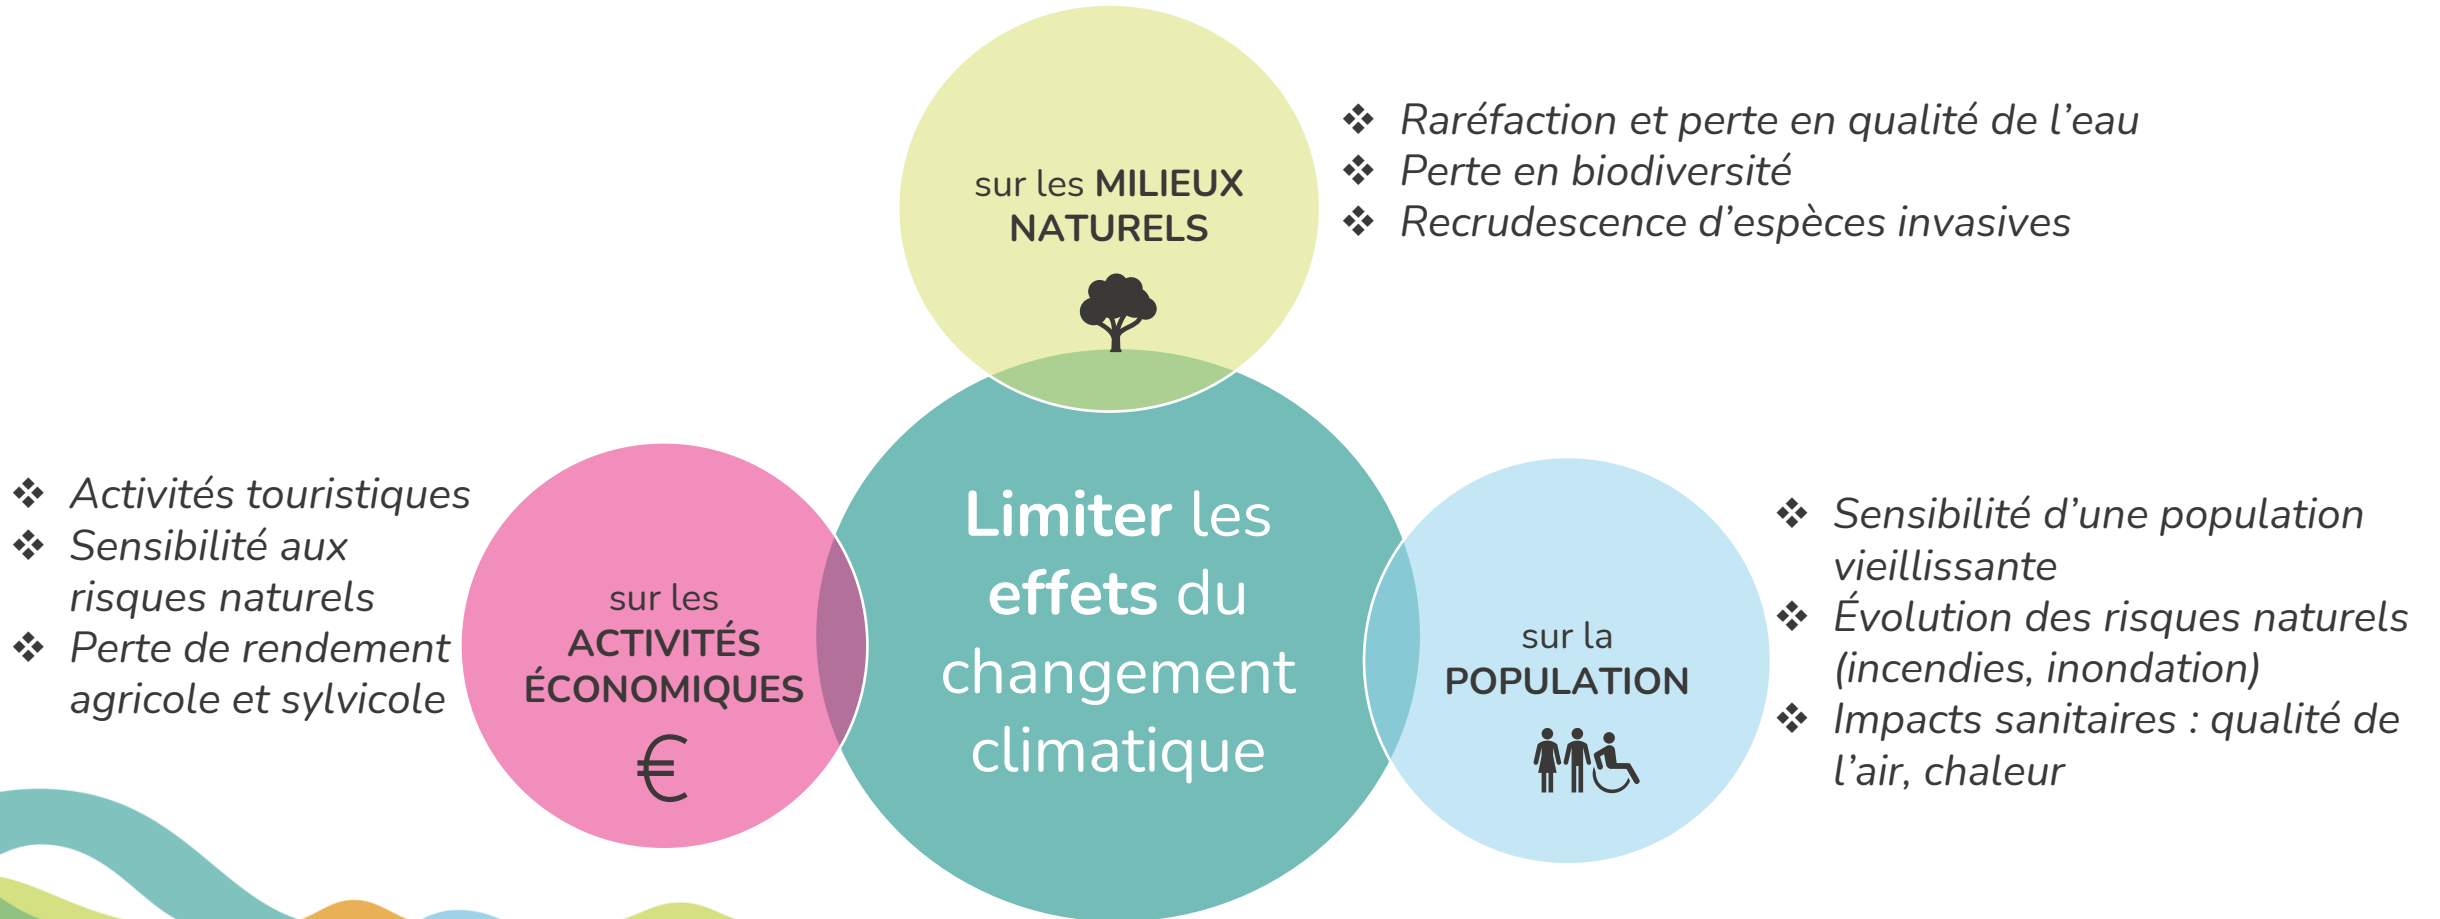 sur les MILIEUX
NATURELS
❖ Raréfaction et perte en qualité de l’eau
❖ Perte en biodiversité
❖ Recrudescence d’espèces invasives
❖ Activités touristiques
❖ Sensibilité aux
risques naturels
❖ Perte de rendement
agricole et sylvicole
sur les
ACTIVITÉS
ÉCONOMIQUES
€
Limiter les
effets du
changement
climatique
sur la
POPULATION
❖ Sensibilité d’une population
vieillissante
❖ Évolution des risques naturels
(incendies, inondation)
❖ Impacts sanitaires : qualité de
l’air, chaleur